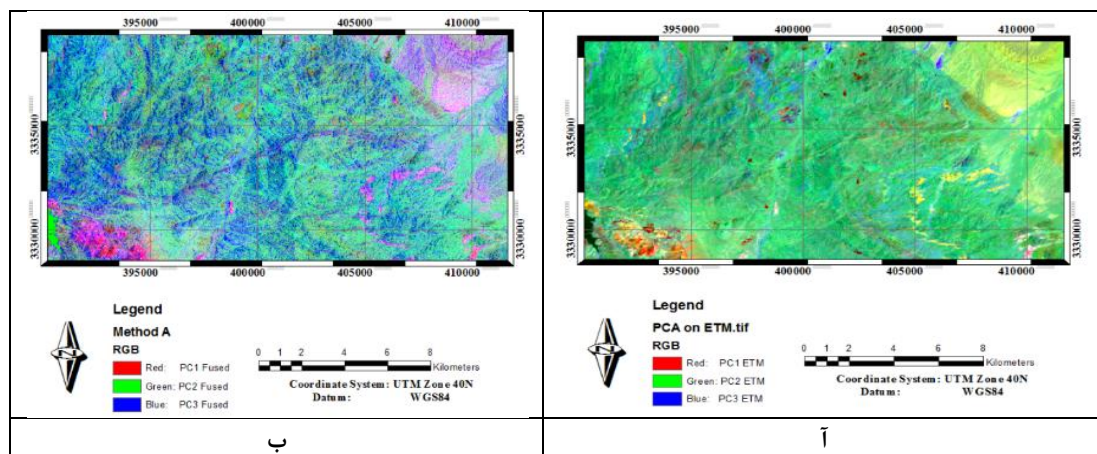 395000 400000 405000 410000
3335000 3335000
3330000 3330000
395000 400000 405000 410000
Legend
Method A
RGB
Red: PC1 Fused
Green: PC2 Fused
Blue: PC3 Fused
N
0 1 2 4 6 8
Kilometers
Coordinate System: UTM Zone 40N
Datum: WGS84
ب
395000 400000 405000 410000
3335000 3335000
3330000 3330000
395000 400000 405000 410000
Legend
PCA on ETM.tif
RGB
Red: PC1 ETM
Green: PC2 ETM
Blue: PC3 ETM
N
0 1 2 4 6 8
Kilometers
Coordinate System: UTM Zone 40N
Datum: WGS84
آ